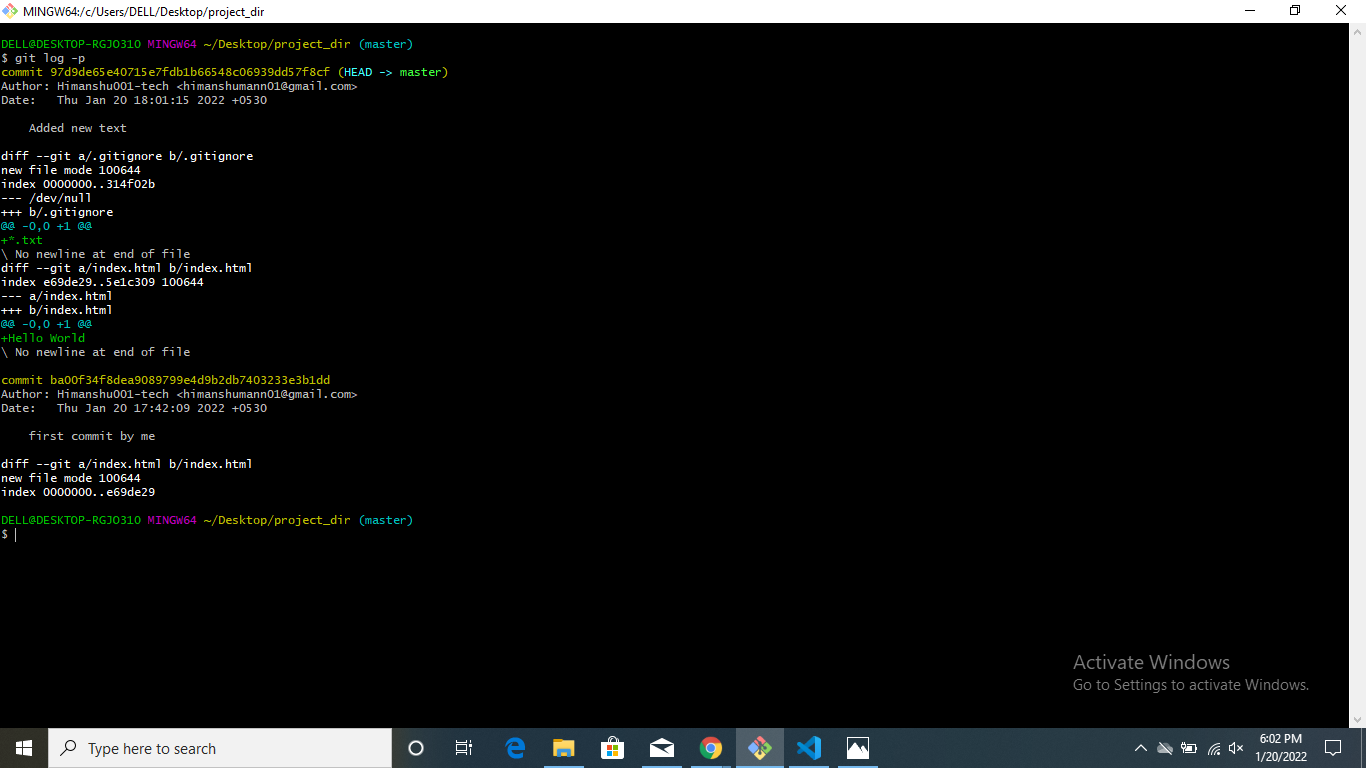 MINGW64:/c/Users/DELL/Desktop/project_dir
DELL@DESKTOP-RGJO31O MINGW64 ~/Desktop/project_dir (master)
$ git log -p
commit 97d9de65e40715e7fdb1b66548c06939dd57f8cf (HEAD -> master)
Author: Himanshu001-tech <himanshumann01@gmail.com>
Date:   Thu Jan 20 18:01:15 2022 +0530
    Added new text
diff --git a/.gitignore b/.gitignore
new file mode 100644
index 0000000..314f02b
--- /dev/null
+++ b/.gitignore
@@ -0,0 +1 @@
+*.txt
\ No newline at end of file
diff --git a/index.html b/index.html
index e69de29..5e1c309 100644
--- a/index.html
+++ b/index.html
@@ -0,0 +1 @@
+Hello World
\ No newline at end of file
commit ba00f34f8dea9089799e4d9b2db7403233e3b1dd
Author: Himanshu001-tech <himanshumann01@gmail.com>
Date:   Thu Jan 20 17:42:09 2022 +0530
    first commit by me
diff --git a/index.html b/index.html
new file mode 100644
index 0000000..e69de29
DELL@DESKTOP-RGJO31O MINGW64 ~/Desktop/project_dir (master)
$
Activate Windows
Go to Settings to activate Windows.
Type here to search
6:02 PM
1/20/2022